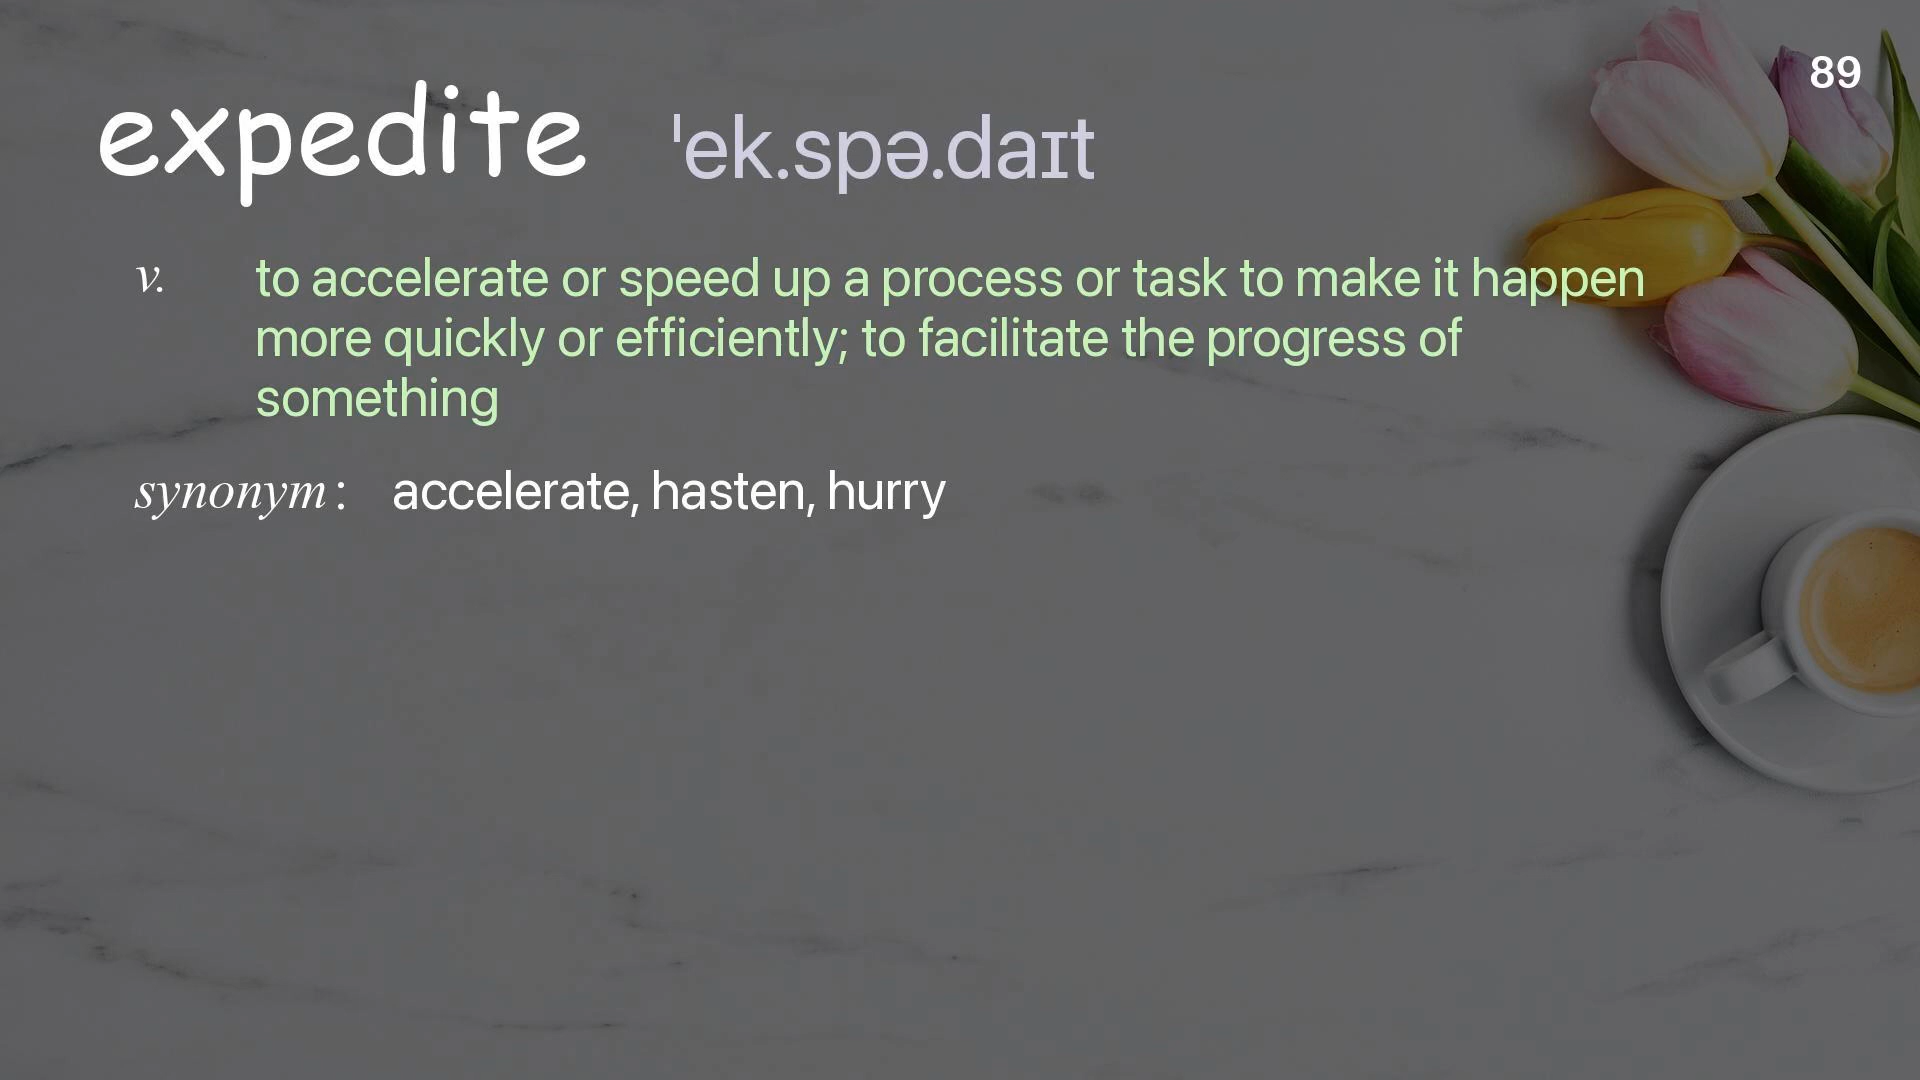 89
expedite ˈek.spə.daɪt
v. to accelerate or speed up a process or task to make it happen
more quickly or efficiently; to facilitate the progress of
something
synonym : accelerate, hasten, hurry